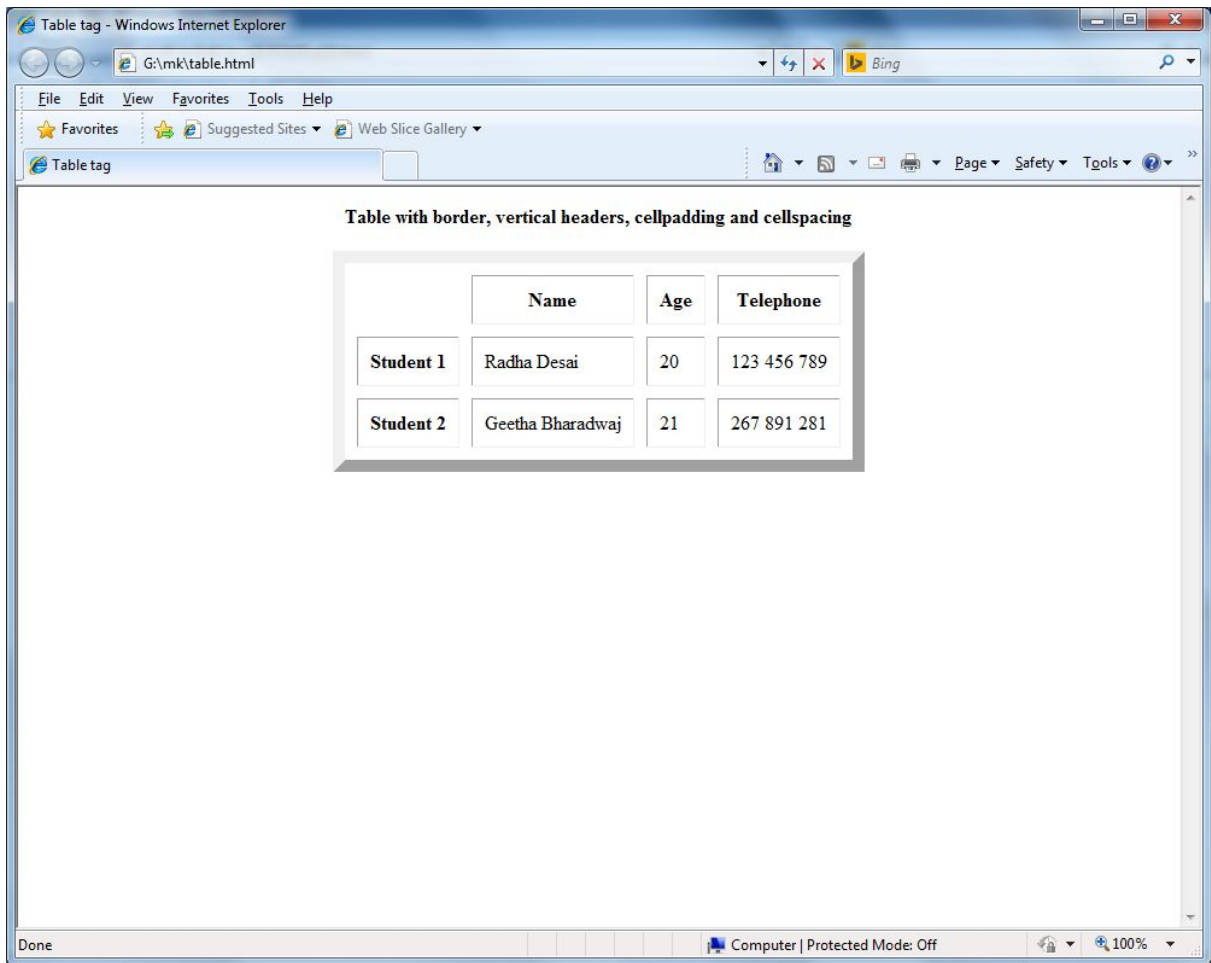 Table tag - Windows Internet Explorer
G:\mk\table.html
Bing
File Edit View Favorites Tools Help
Favorites Suggested Sites Web Slice Gallery
Table tag
Page Safety Tools
Table with border, vertical headers, cellpadding and cellspacing
Name Age Telephone
Student 1 Radha Desai 20 123 456 789
Student 2 Geetha Bharadwaj 21 267 891 281
Done Computer | Protected Mode: Off 100%